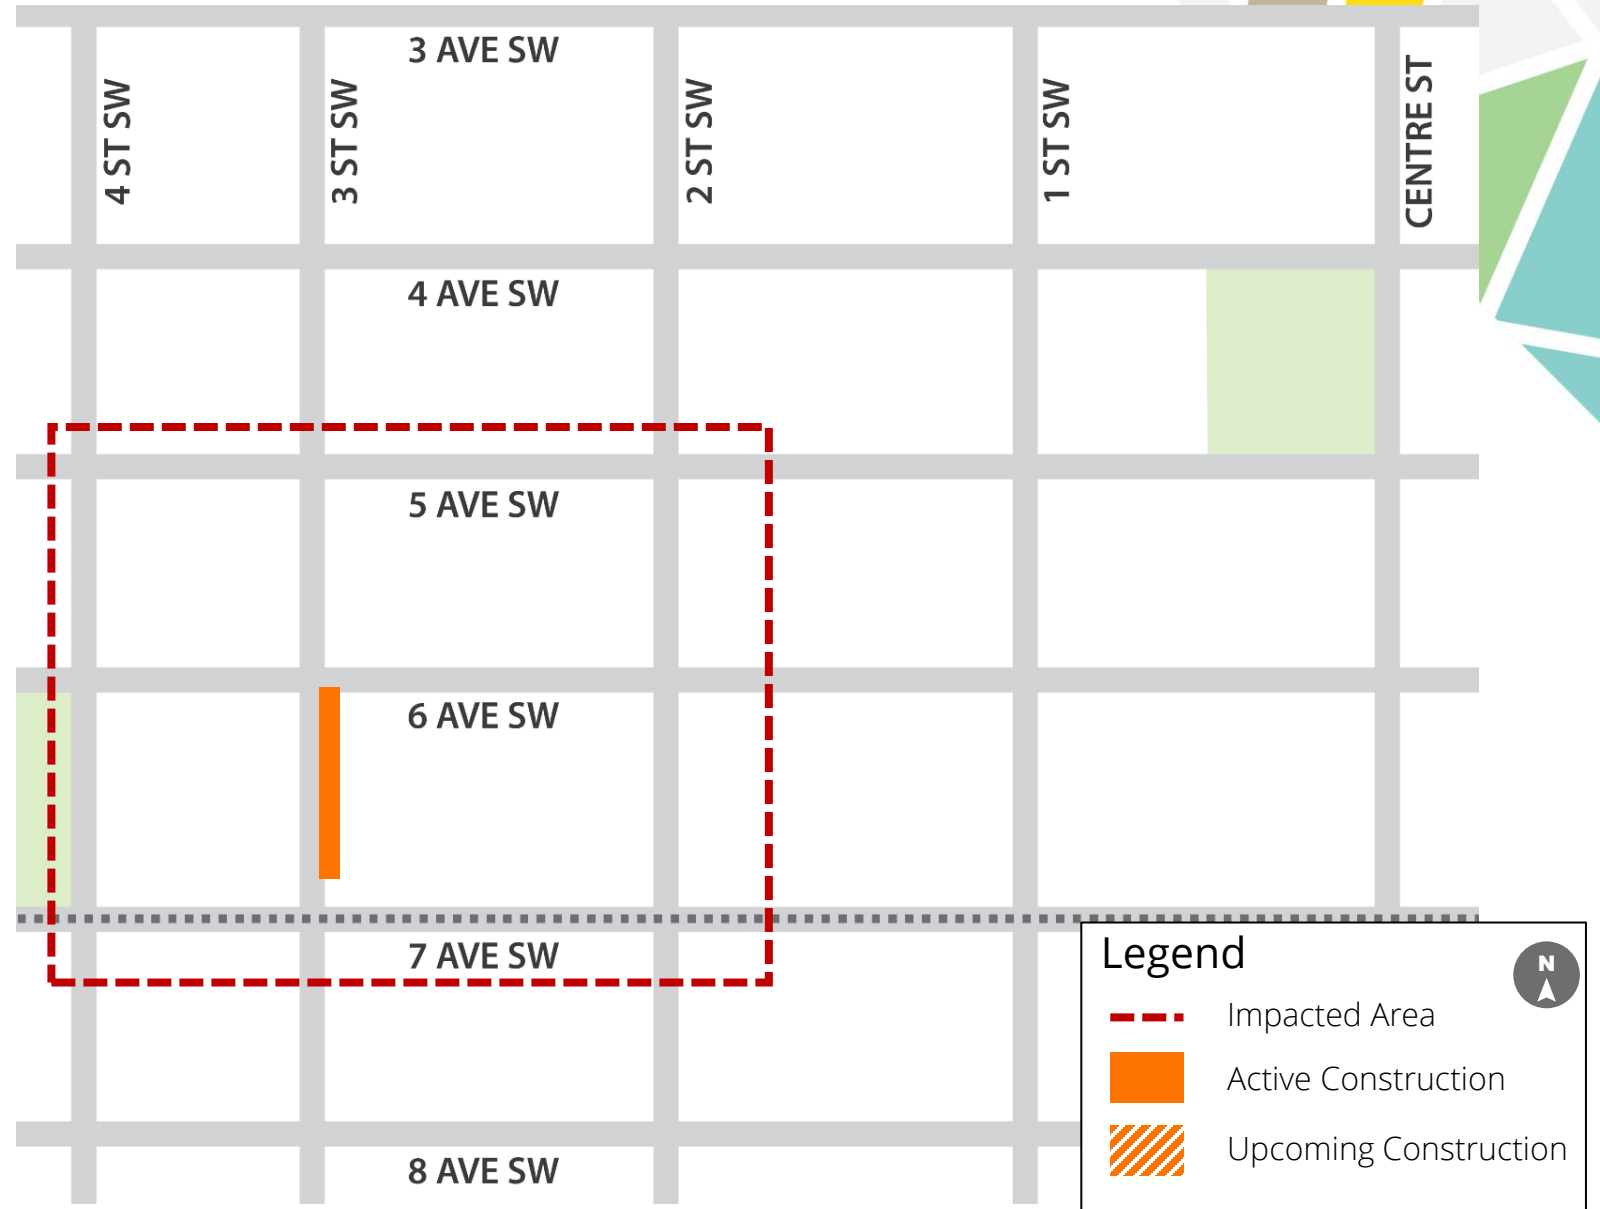 3 AVE SW
4 ST SW
3 ST SW
2 ST SW
1 ST SW
CENTRE ST
4 AVE SW
5 AVE SW
6 AVE SW
7 AVE SW
8 AVE SW
Legend
N
Impacted Area
Active Construction
Upcoming Construction